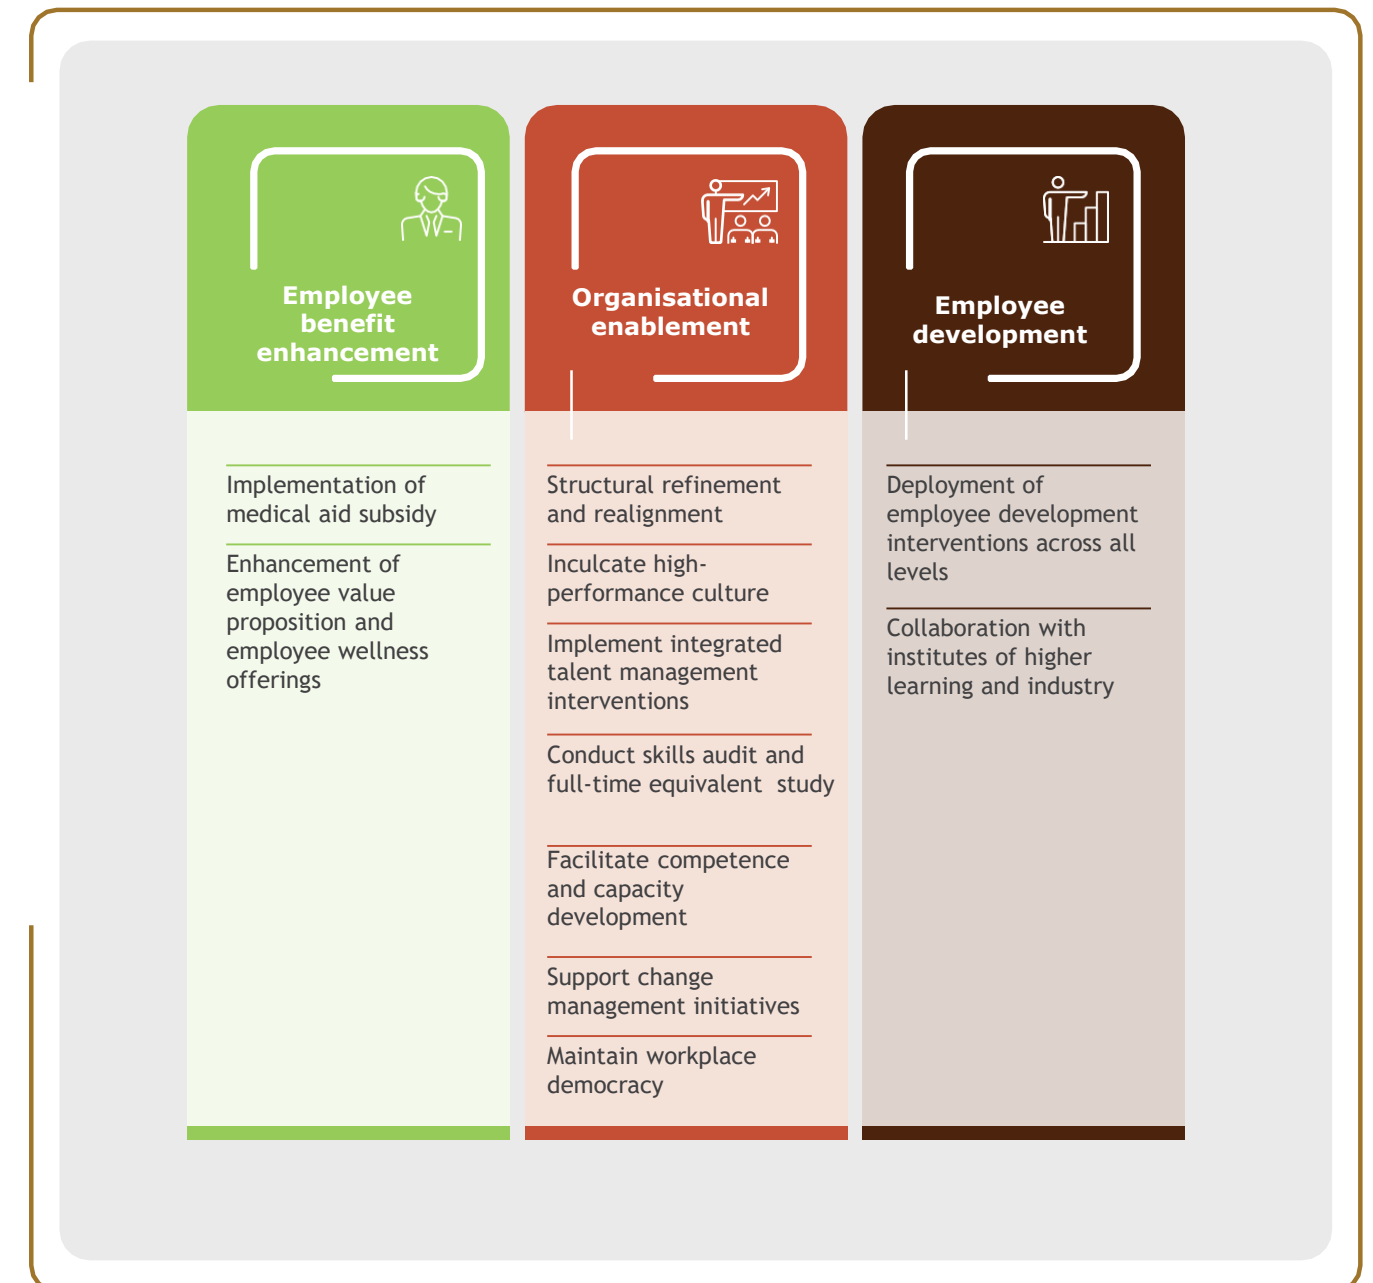 Employee
benefit
enhancement
Implementation of
medical aid subsidy
Enhancement of
employee value
proposition and
employee wellness
offerings
Organisational
enablement
Structural refinement
and realignment
Inculcate high-
performance culture
Implement integrated
talent management
interventions
Conduct skills audit and
full-time equivalent  study
Facilitate competence
and capacity
development
Support change
management initiatives
Maintain workplace
democracy
Employee
development
Deployment of
employee development
interventions across all
levels
Collaboration with
institutes of higher
learning and industry